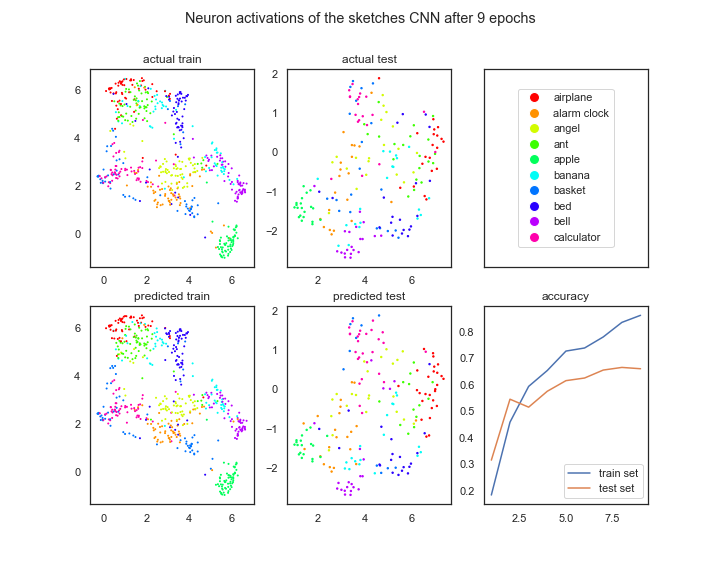 Neuron activations of the sketches CNN after 9 epochs
actual train
6
4
2
0
0 2 4 6
actual test
2
1
0
−1
−2
2 4 6
airplane
alarm clock
angel
ant
apple
banana
basket
bed
bell
calculator
predicted train
6
4
2
0
0 2 4 6
predicted test
2
1
0
−1
−2
2 4 6
accuracy
0.8
0.7
0.6
0.5
0.4
0.3
0.2
train set
test set
2.5 5.0 7.5